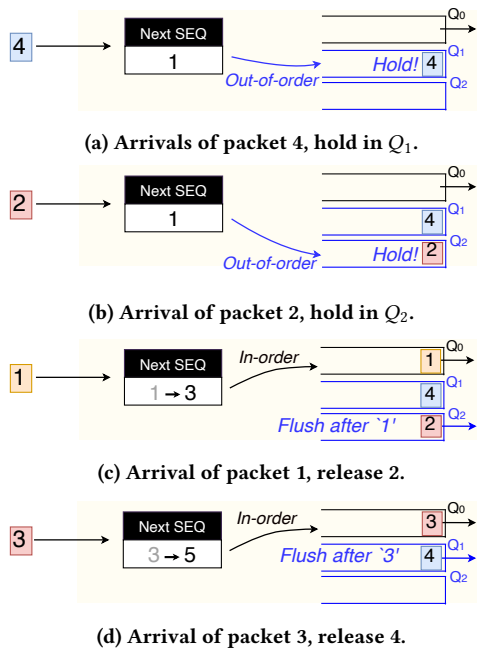 Q₀
4
Next SEQ
1
Out-of-order
Hold!
4
Q₁
Q₂
(a) Arrivals of packet 4, hold in Q₁.
2
Next SEQ
1
Out-of-order
Q₀
Q₁
4
Q₂
Hold!
2
(b) Arrival of packet 2, hold in Q₂.
1
Next SEQ
1 → 3
In-order
1
Q₀
Q₁
4
Q₂
Flush after `1'
2
(c) Arrival of packet 1, release 2.
3
Next SEQ
3 → 5
In-order
3
Q₀
Q₁
Flush after `3'
4
Q₂
(d) Arrival of packet 3, release 4.